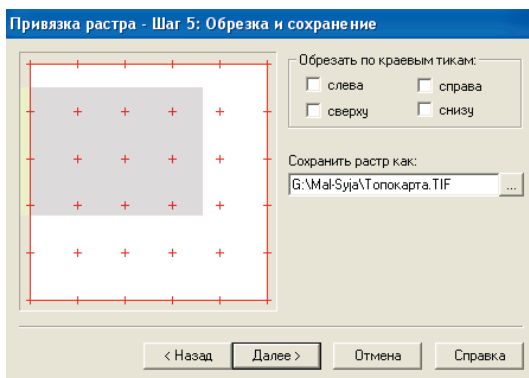 Привязка растра - Шаг 5: Обрезка и сохранение
Обрезать по краевым тикам:
слева
справа
сверху
снизу
Сохранить растр как:
G:\Mal-Syja\Топокарта.TIF
...
< Назад
Далее >
Отмена
Справка